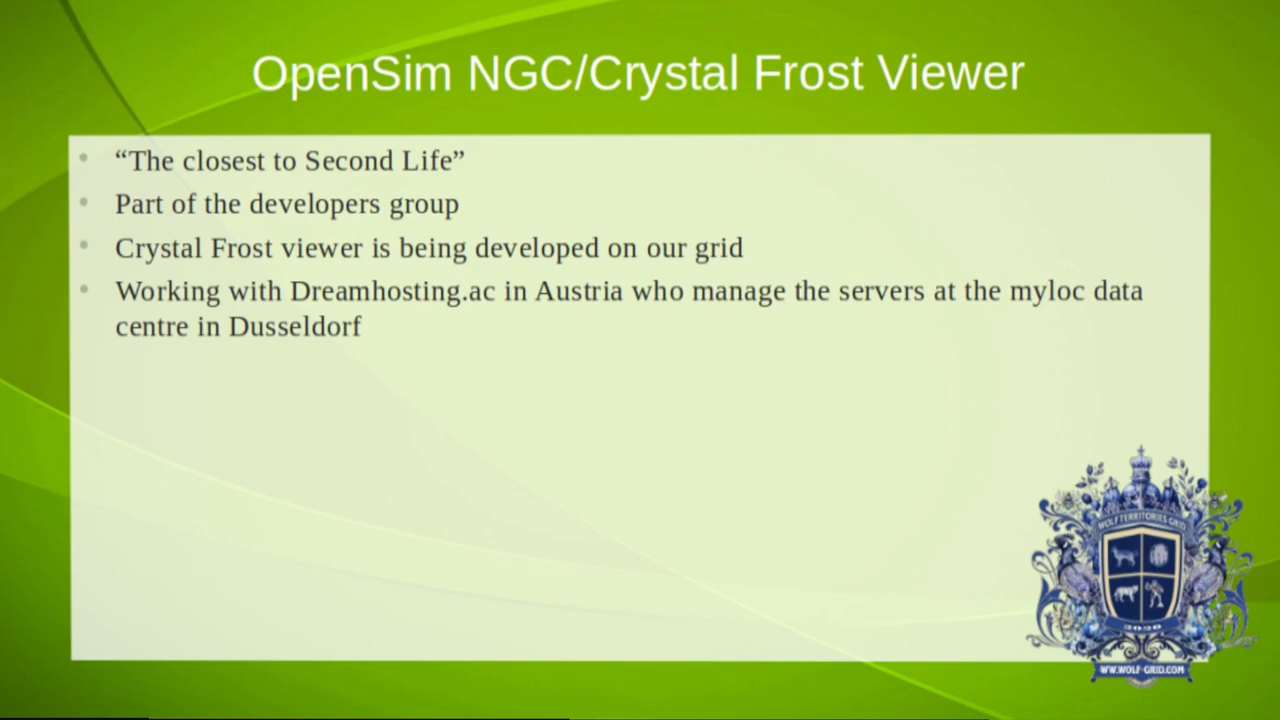 OpenSim NGC/Crystal Frost Viewer
“The closest to Second Life”
Part of the developers group
Crystal Frost viewer is being developed on our grid
Working with Dreamhosting.ac in Austria who manage the servers at the myloc data
centre in Dusseldorf
WOLF TERRITORIES GRID
2020
WW.WOLF-GRID.COM